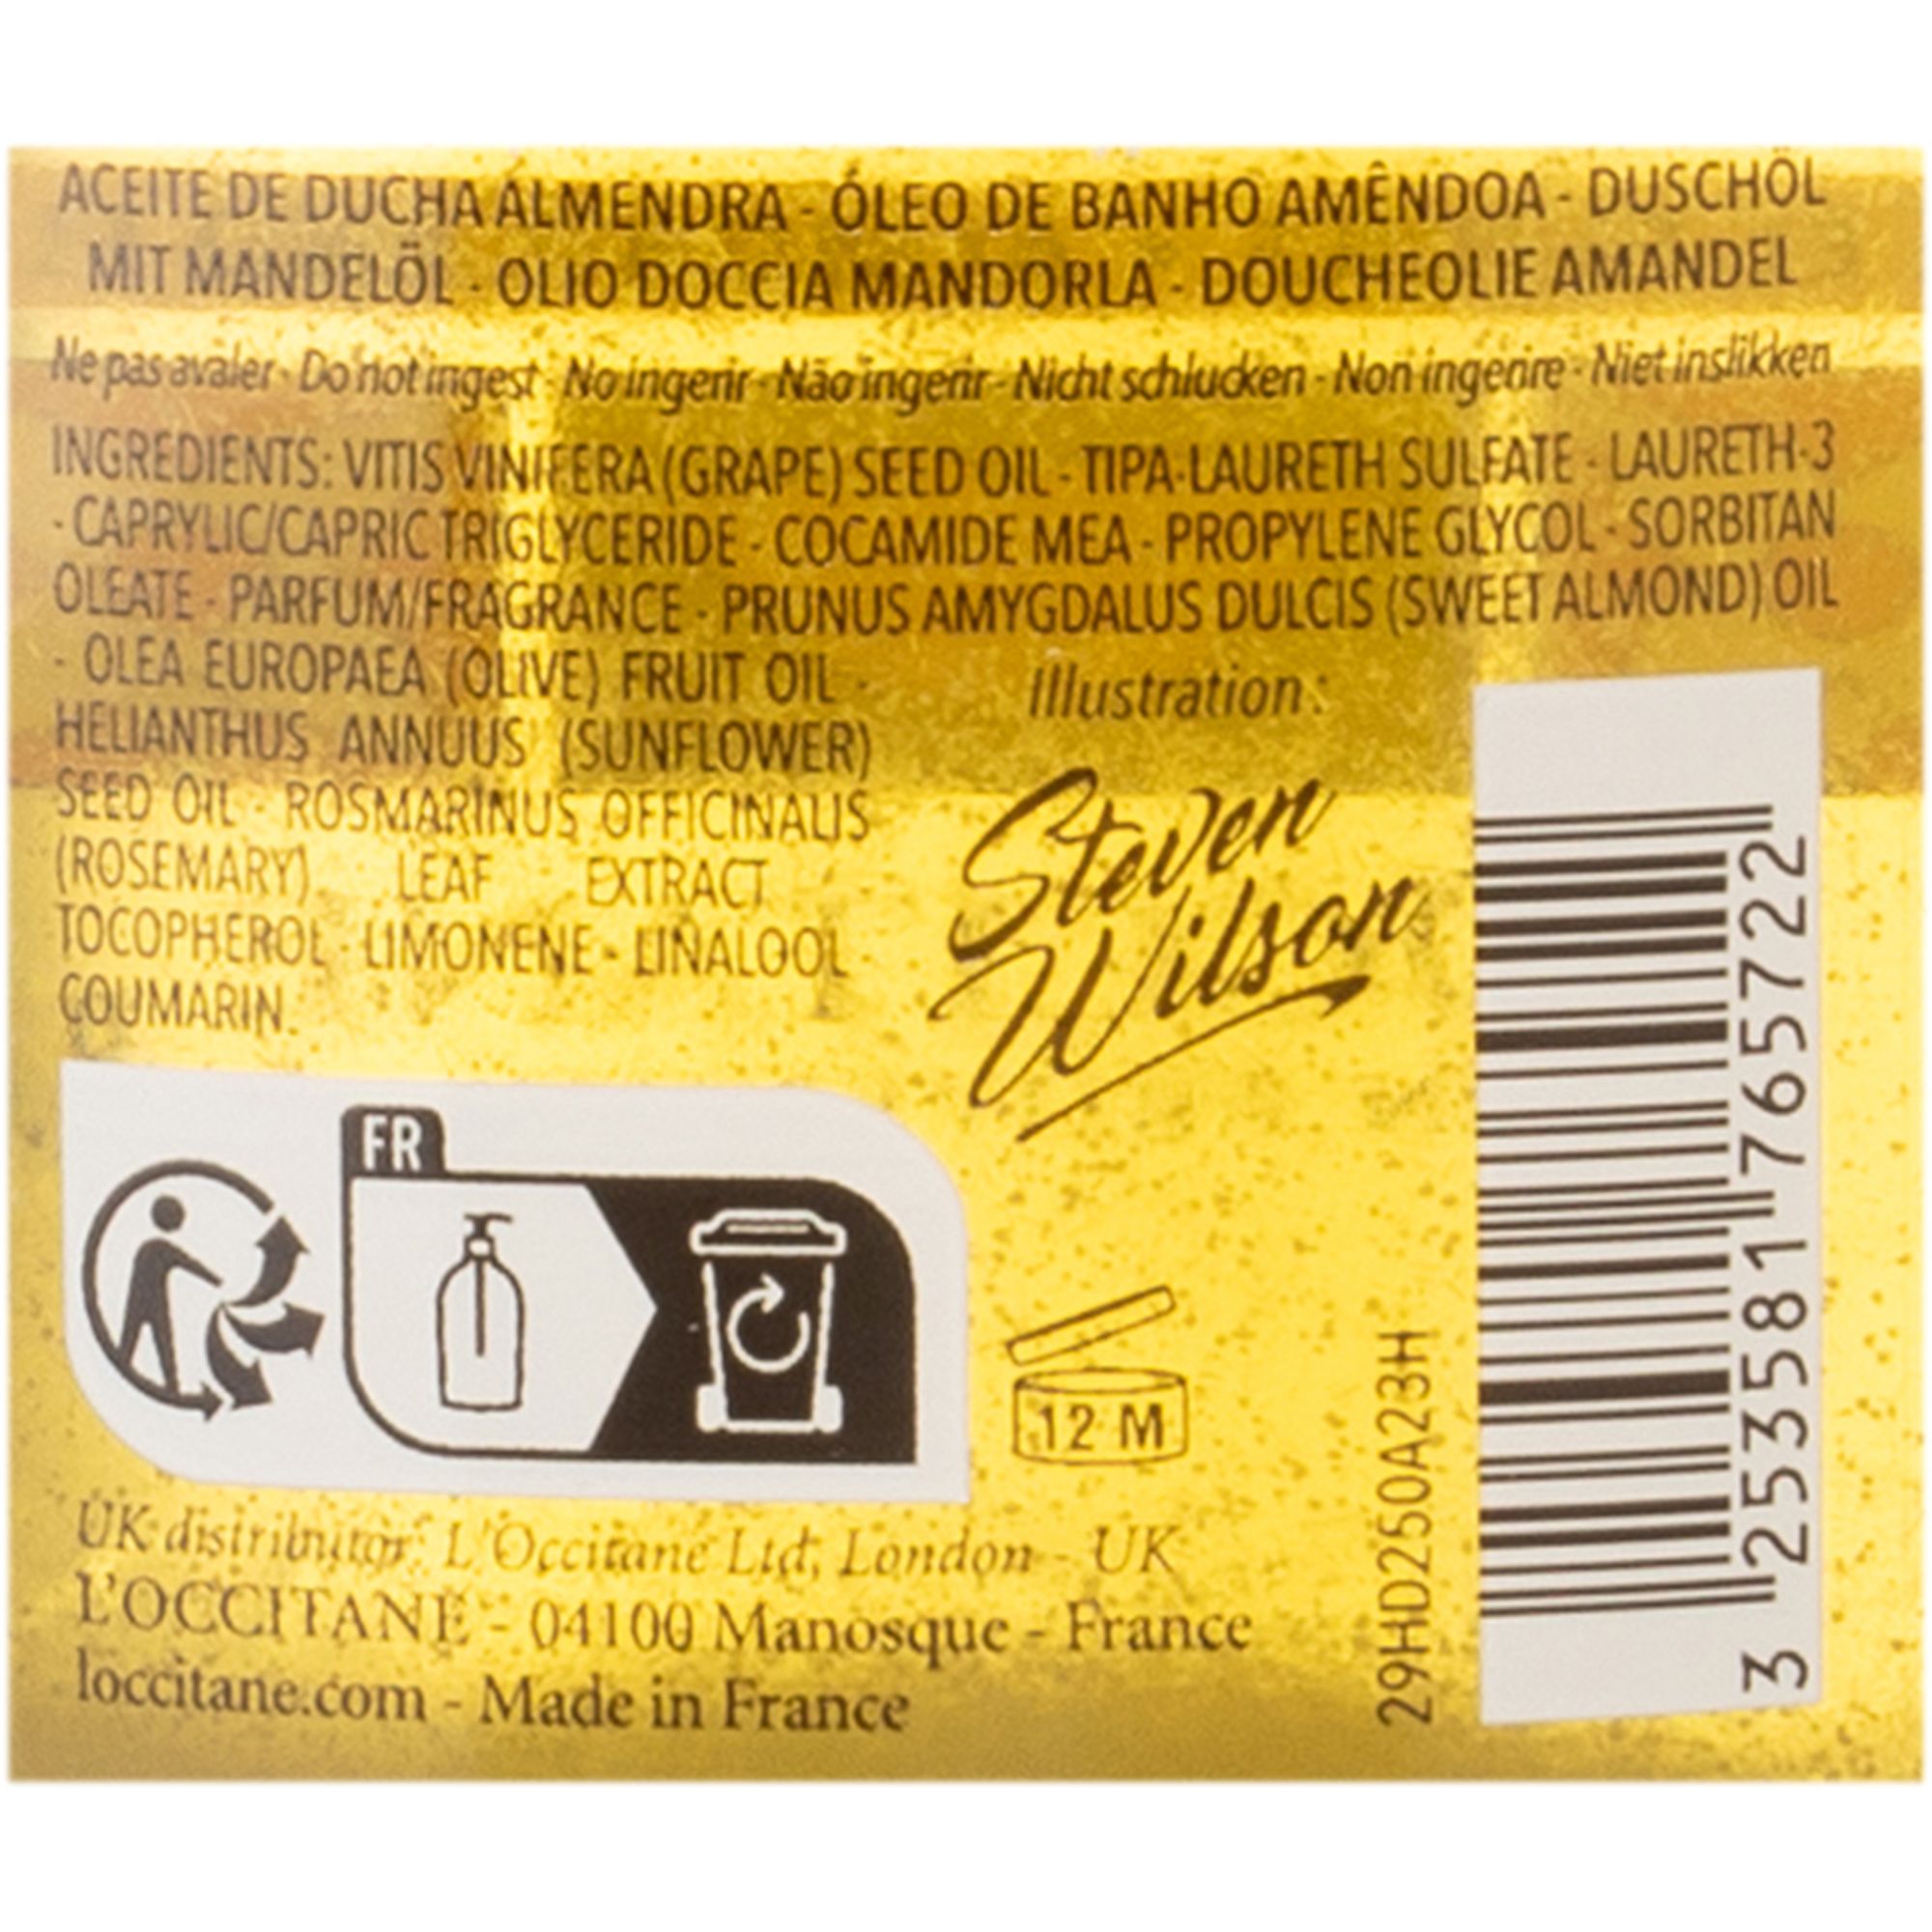 ACEITE DE DUCHA ALMENDRA - ÓLEO DE BANHO AMÊNDOA - DUSCHÖL
MIT MANDELÖL - OLIO DOCCIA MANDORLA - DOUCHEOLIE AMANDEL
Ne pas avaler - Do not ingest - No ingerir - Não ingerir - Nicht schlucken - Non ingerire - Niet inslikken
INGREDIENTS: VITIS VINIFERA (GRAPE) SEED OIL - TIPA-LAURETH SULFATE - LAURETH-3
- CAPRYLIC/CAPRIC TRIGLYCERIDE - COCAMIDE MEA - PROPYLENE GLYCOL - SORBITAN
OLEATE - PARFUM/FRAGRANCE - PRUNUS AMYGDALUS DULCIS (SWEET ALMOND) OIL
- OLEA EUROPAEA (OLIVE) FRUIT OIL -
HELIANTHUS ANNUUS (SUNFLOWER)
SEED OIL - ROSMARINUS OFFICINALIS
(ROSEMARY) LEAF EXTRACT
TOCOPHEROL - LIMONENE - LINALOOL -
COUMARIN.
Illustration :
Steven
Wilson
FR
12 M
29HD250A23H
3 253581 765722
UK distributor: L'Occitane Ltd, London - UK
L'OCCITANE - 04100 Manosque - France
loccitane.com - Made in France